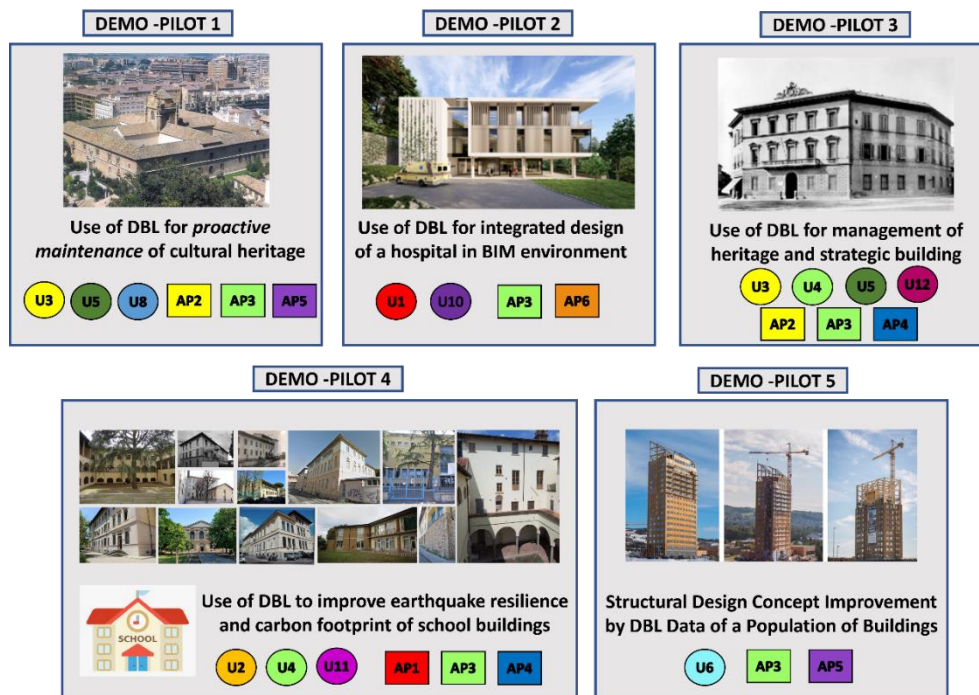 DEMO -PILOT 1
DEMO -PILOT 2
DEMO -PILOT 3
Use of DBL for proactive
maintenance of cultural heritage
U3 U5 U8 AP2 AP3 AP5
Use of DBL for integrated design
of a hospital in BIM environment
U1 U10 AP3 AP6
Use of DBL for management of
heritage and strategic building
U3 U4 U5 U12
AP2 AP3 AP4
DEMO -PILOT 4
DEMO -PILOT 5
SCHOOL
Use of DBL to improve earthquake resilience
and carbon footprint of school buildings
U2 U4 U11 AP1 AP3 AP4
Structural Design Concept Improvement
by DBL Data of a Population of Buildings
U6 AP3 AP5